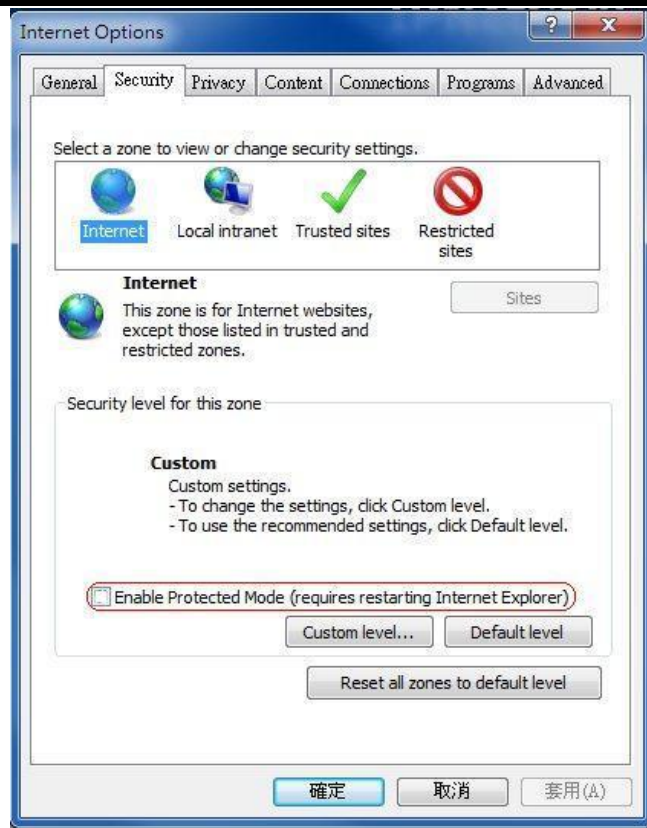 Internet Options
General Security Privacy Content Connections Programs Advanced
Select a zone to view or change security settings.
Internet Local intranet Trusted sites Restricted
sites
Internet
Sites
This zone is for Internet websites,
except those listed in trusted and
restricted zones.
Security level for this zone
Custom
Custom settings.
- To change the settings, click Custom level.
- To use the recommended settings, click Default level.
Enable Protected Mode (requires restarting Internet Explorer)
Custom level... Default level
Reset all zones to default level
確定 取消 套用(A)